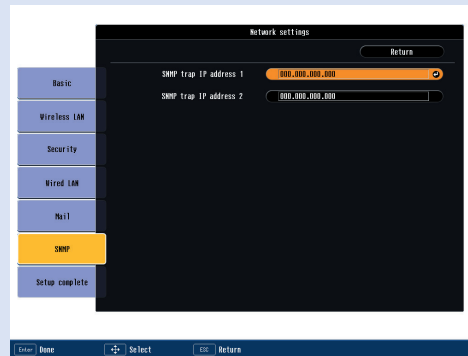 Network settings
Return
SNMP trap IP address 1 000.000.000.000
SNMP trap IP address 2 000.000.000.000
Basic
Wireless LAN
Security
Wired LAN
Mail
SNMP
Setup complete
Enter Done Select ESC Return